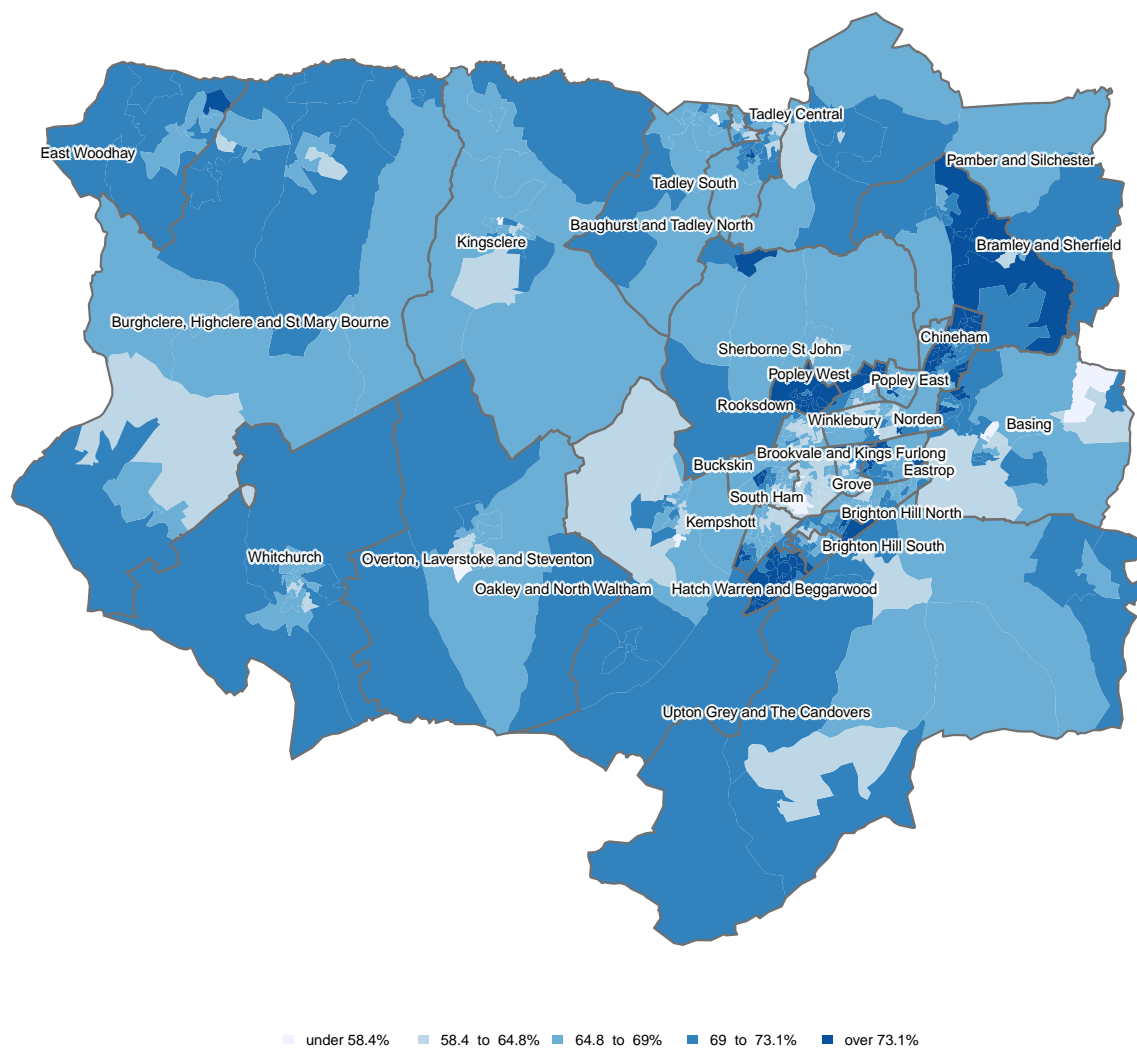 Tadley Central
East Woodhay
Pamber and Silchester
Tadley South
Baughurst and Tadley North
Kingsclere
Bramley and Sherfield
Burghclere, Highclere and St Mary Bourne
Chineham
Sherborne St John
Popley West
Popley East
Rooksdown
Winklebury
Norden
Basing
Brookvale and Kings Furlong
Buckskin
Eastrop
Grove
South Ham
Brighton Hill North
Kempshott
Brighton Hill South
Whitchurch
Overton, Laverstoke and Steventon
Oakley and North Waltham
Hatch Warren and Beggarwood
Upton Grey and The Candovers
under 58.4%
58.4 to 64.8%
64.8 to 69%
69 to 73.1%
over 73.1%